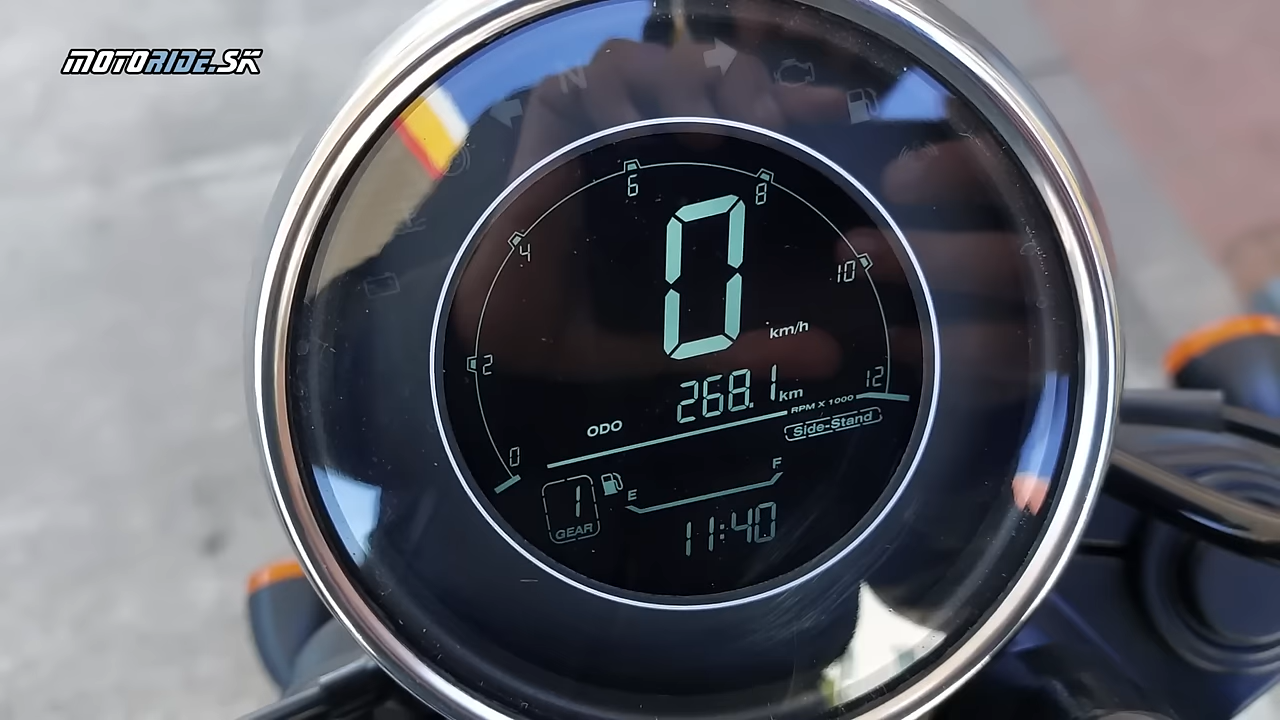 MOTORIDE.SK
N
6
8
4
10
0
km/h
2
268.1 km
12
RPM X 1000
ODO
Side-Stand
0
F
E
1
GEAR
11:40